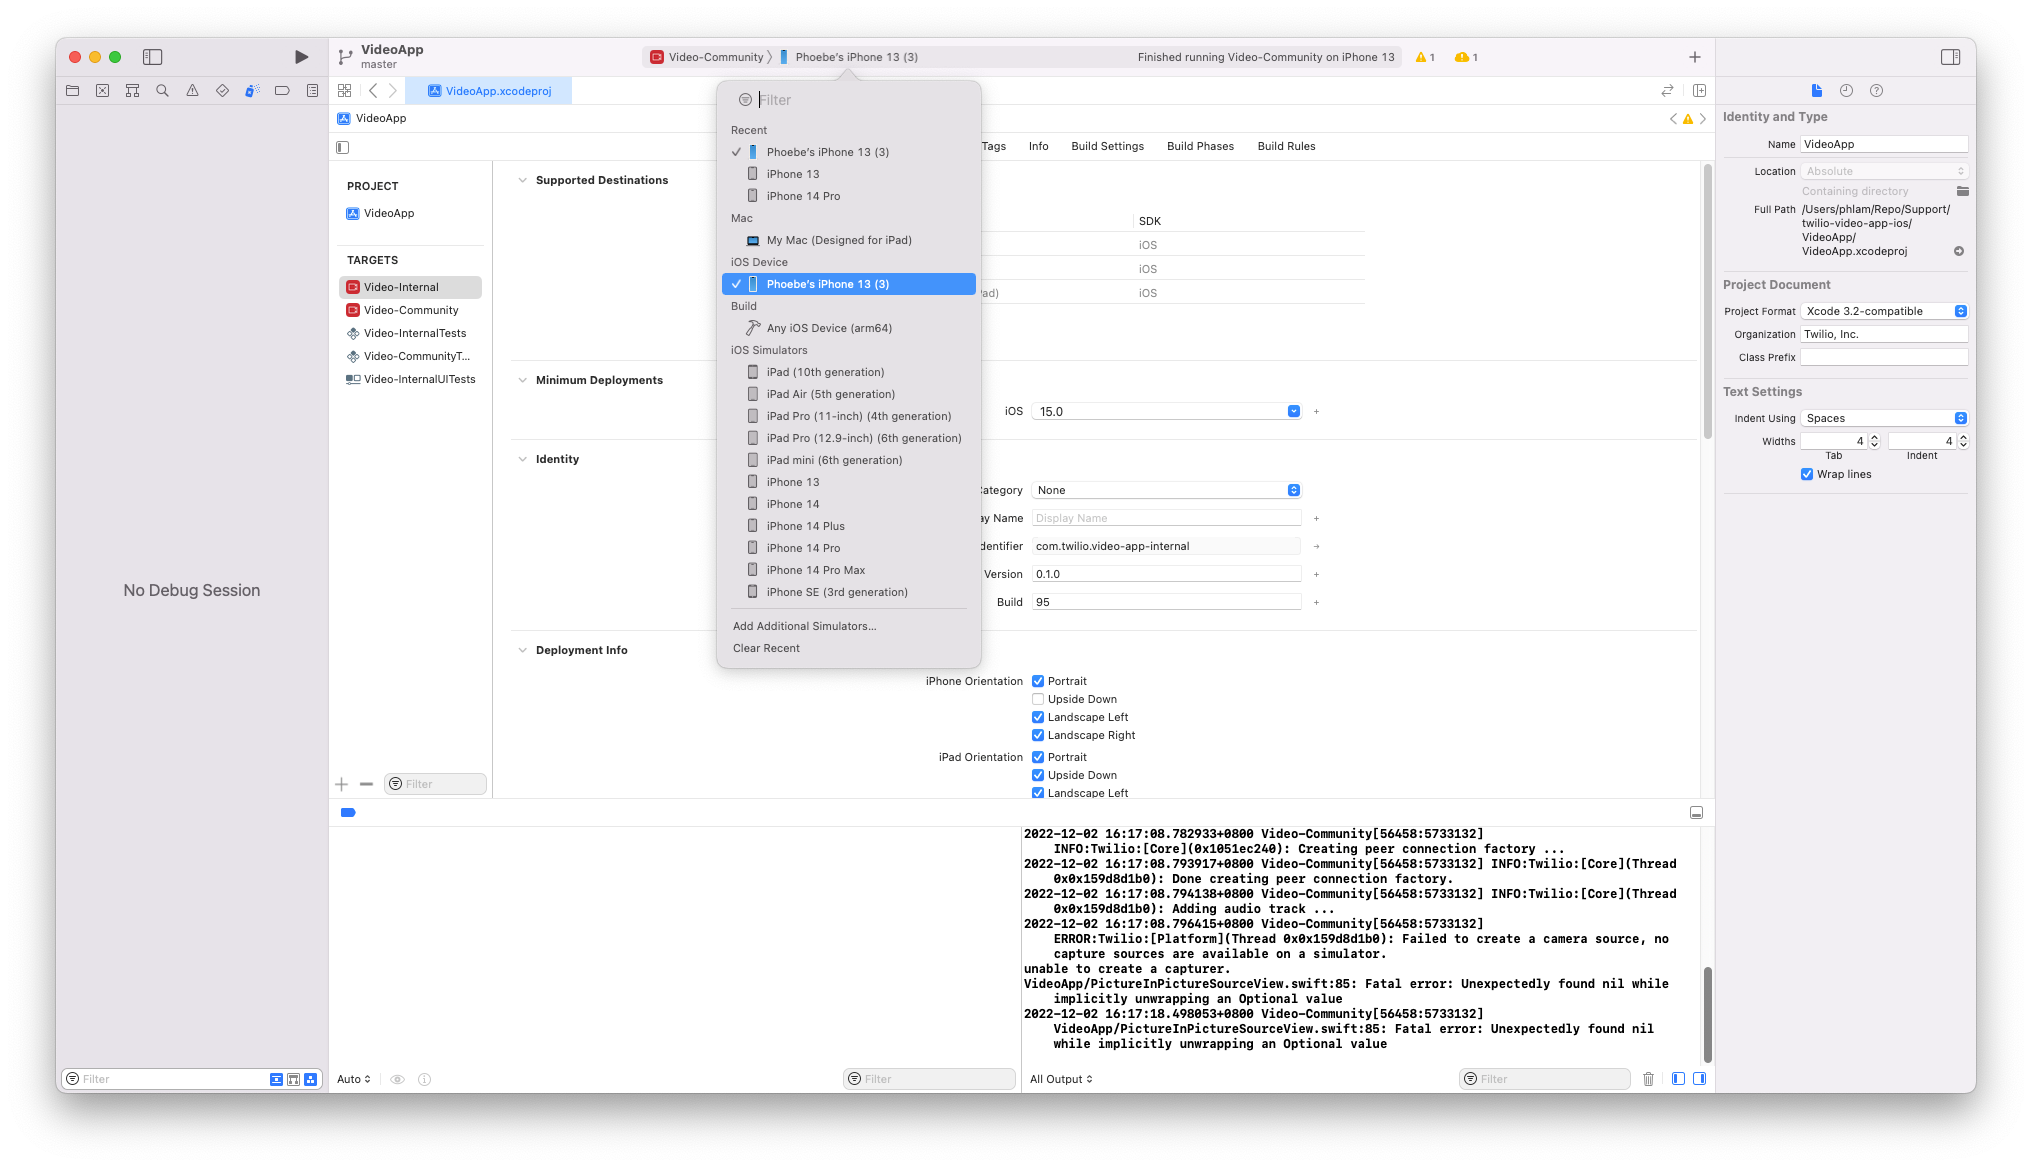 VideoApp
master
Video-Community
Phoebe's iPhone 13 (3)
Finished running Video-Community on iPhone 13
1
1
VideoApp.xcodeproj
VideoApp
Tags
Info
Build Settings
Build Phases
Build Rules
No Debug Session
Filter
PROJECT
VideoApp
TARGETS
Video-Internal
Video-Community
Video-InternalTests
Video-CommunityT...
Video-InternalUITests
Filter
Filter
Recent
Phoebe's iPhone 13 (3)
iPhone 13
iPhone 14 Pro
Mac
My Mac (Designed for iPad)
iOS Device
Phoebe's iPhone 13 (3)
Build
Any iOS Device (arm64)
iOS Simulators
iPad (10th generation)
iPad Air (5th generation)
iPad Pro (11-inch) (4th generation)
iPad Pro (12.9-inch) (6th generation)
iPad mini (6th generation)
iPhone 13
iPhone 14
iPhone 14 Plus
iPhone 14 Pro
iPhone 14 Pro Max
iPhone SE (3rd generation)
Add Additional Simulators...
Clear Recent
Supported Destinations
SDK
iOS
iOS
Pad)
iOS
Minimum Deployments
iOS
15.0
Identity
Category
None
ay Name
Display Name
dentifier
com.twilio.video-app-internal
Version
0.1.0
Build
95
Deployment Info
iPhone Orientation
Portrait
Upside Down
Landscape Left
Landscape Right
iPad Orientation
Portrait
Upside Down
Landscape Left
2022-12-02 16:17:08.782933+0800 Video-Community[56458:5733132]
INFO:Twilio:[Core](0x1051ec240): Creating peer connection factory ...
2022-12-02 16:17:08.793917+0800 Video-Community[56458:5733132] INFO:Twilio:[Core](Thread
0x0x159d8d1b0): Done creating peer connection factory.
2022-12-02 16:17:08.794138+0800 Video-Community[56458:5733132] INFO:Twilio:[Core](Thread
0x0x159d8d1b0): Adding audio track ...
2022-12-02 16:17:08.796415+0800 Video-Community[56458:5733132]
ERROR:Twilio:[Platform](Thread 0x0x159d8d1b0): Failed to create a camera source, no
capture sources are available on a simulator.
unable to create a capturer.
VideoApp/PictureInPictureSourceView.swift:85: Fatal error: Unexpectedly found nil while
implicitly unwrapping an Optional value
2022-12-02 16:17:18.498053+0800 Video-Community[56458:5733132]
VideoApp/PictureInPictureSourceView.swift:85: Fatal error: Unexpectedly found nil
while implicitly unwrapping an Optional value
Auto
Filter
All Output
Filter
Identity and Type
Name
VideoApp
Location
Absolute
Containing directory
Full Path
/Users/phlam/Repo/Support/
twilio-video-app-ios/
VideoApp/
VideoApp.xcodeproj
Project Document
Project Format
Xcode 3.2-compatible
Organization
Twilio, Inc.
Class Prefix
Text Settings
Indent Using
Spaces
Widths
4
4
Tab
Indent
Wrap lines